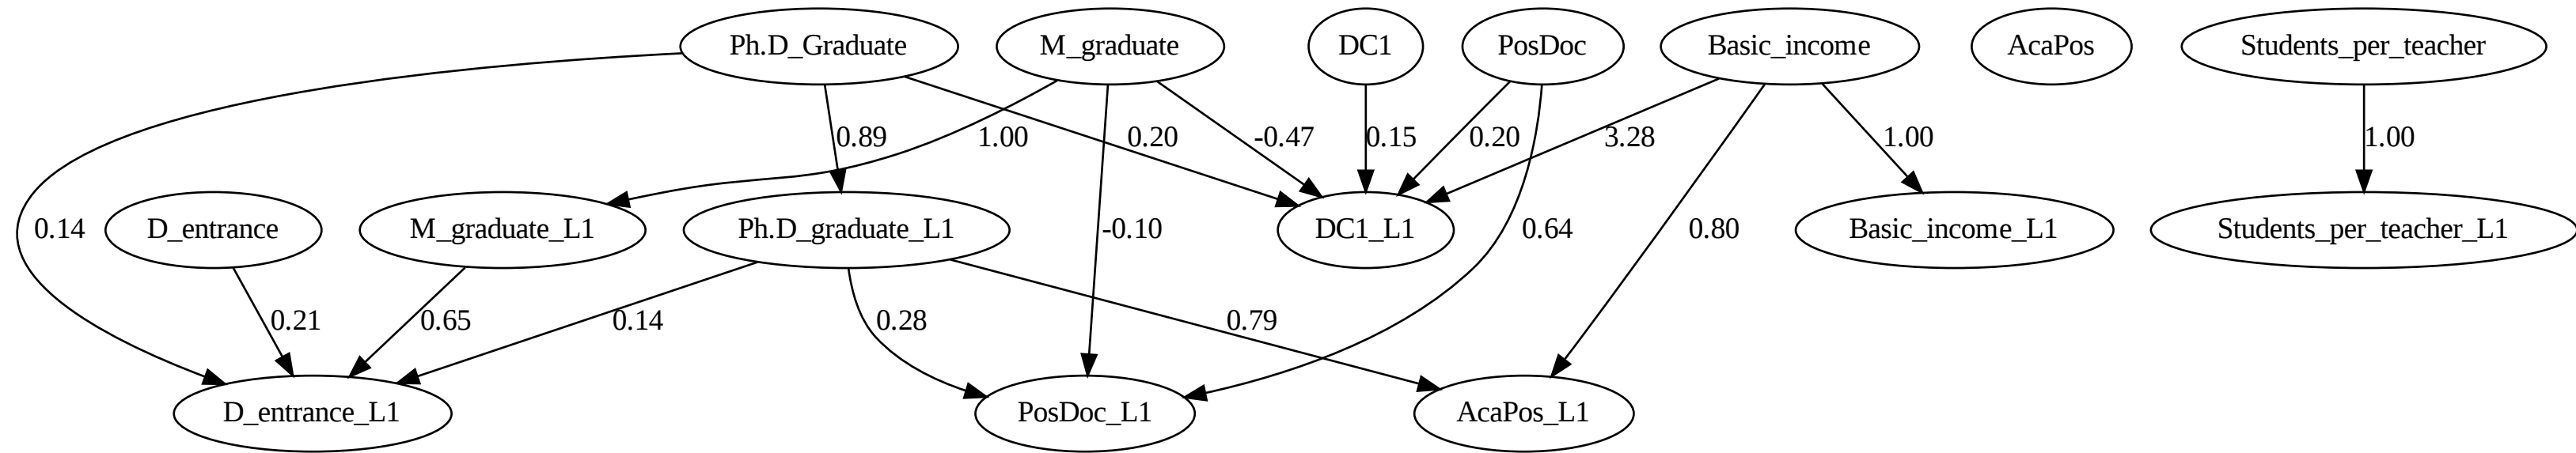 Ph.D_Graduate
M_graduate
DC1
PosDoc
Basic_income
AcaPos
Students_per_teacher
0.89
1.00
0.20
-0.47
0.15
0.20
3.28
1.00
1.00
0.14
D_entrance
M_graduate_L1
Ph.D_graduate_L1
-0.10
DC1_L1
0.64
0.80
Basic_income_L1
Students_per_teacher_L1
0.21
0.65
0.14
0.28
0.79
D_entrance_L1
PosDoc_L1
AcaPos_L1